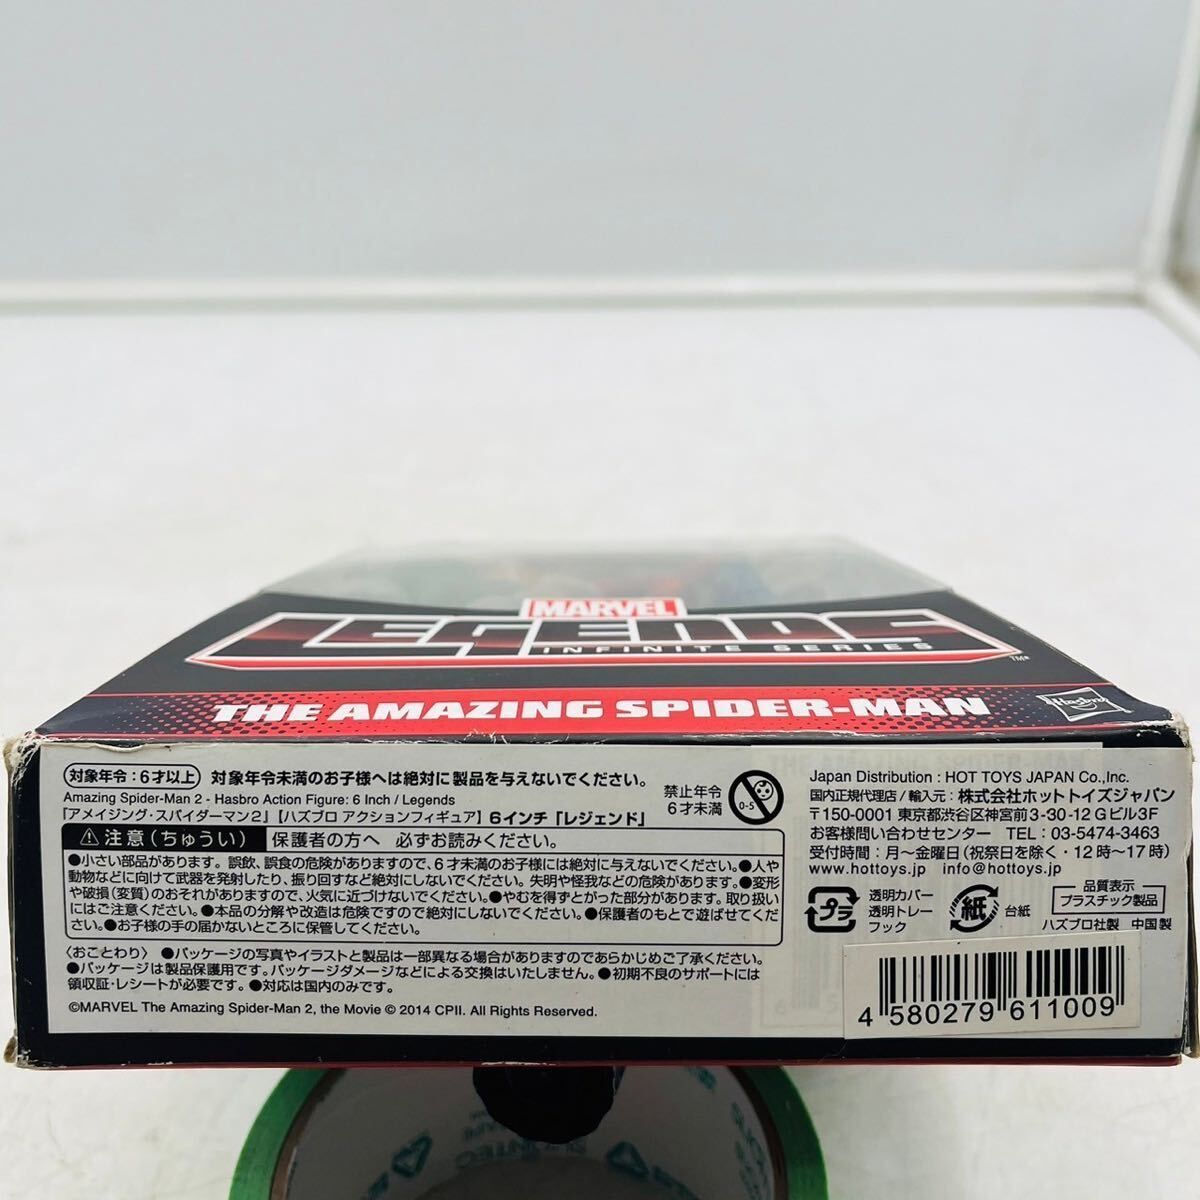 MARVEL
LEGENDS
INFINITE SERIES
TM®
THE AMAZING SPIDER-MAN
Hasbro
対象年令:6才以上 対象年令未満のお子様へは絶対に製品を与えないでください。
Amazing Spider-Man 2 - Hasbro Action Figure: 6 Inch / Legends
「アメイジング・スパイダーマン2」【ハズブロ アクションフィギュア】6インチ「レジェンド」
禁止年令
6才未満
0-5
⚠注意(ちゅうい) 保護者の方へ 必ずお読みください。
●小さい部品があります。誤飲、誤食の危険がありますので、6才未満のお子様には絶対に与えないでください。●人や
動物などに向けて武器を発射したり、振り回すなど絶対にしないでください。失明や怪我などの危険があります。●変形
や破損(変質)のおそれがありますので、火気に近づけないでください。●やむを得ずとがった部分があります。取り扱い
にはご注意ください。●本品の分解や改造は危険ですので絶対にしないでください。●保護者のもとで遊ばせてくだ
さい。●お子様の手の届かないところに保管してください。
〈おことわり〉 ●パッケージの写真やイラストと製品は一部異なる場合がありますのであらかじめご了承ください。
●パッケージは製品保護用です。パッケージダメージなどによる交換はいたしません。●初期不良のサポートには
領収証・レシートが必要です。●対応は国内のみです。
©MARVEL The Amazing Spider-Man 2, the Movie © 2014 CPII. All Rights Reserved.
Japan Distribution : HOT TOYS JAPAN Co.,Inc.
国内正規代理店/輸入元:株式会社ホットトイズジャパン
〒150-0001 東京都渋谷区神宮前3-30-12Gビル3F
お客様問い合わせセンター TEL:03-5474-3463
受付時間:月〜金曜日(祝祭日を除く・12時〜17時)
www.hottoys.jp info@hottoys.jp
プラ
透明カバー
透明トレー
フック
紙
台紙
品質表示
プラスチック製品
ハズブロ社製 中国製
4 580279 611009